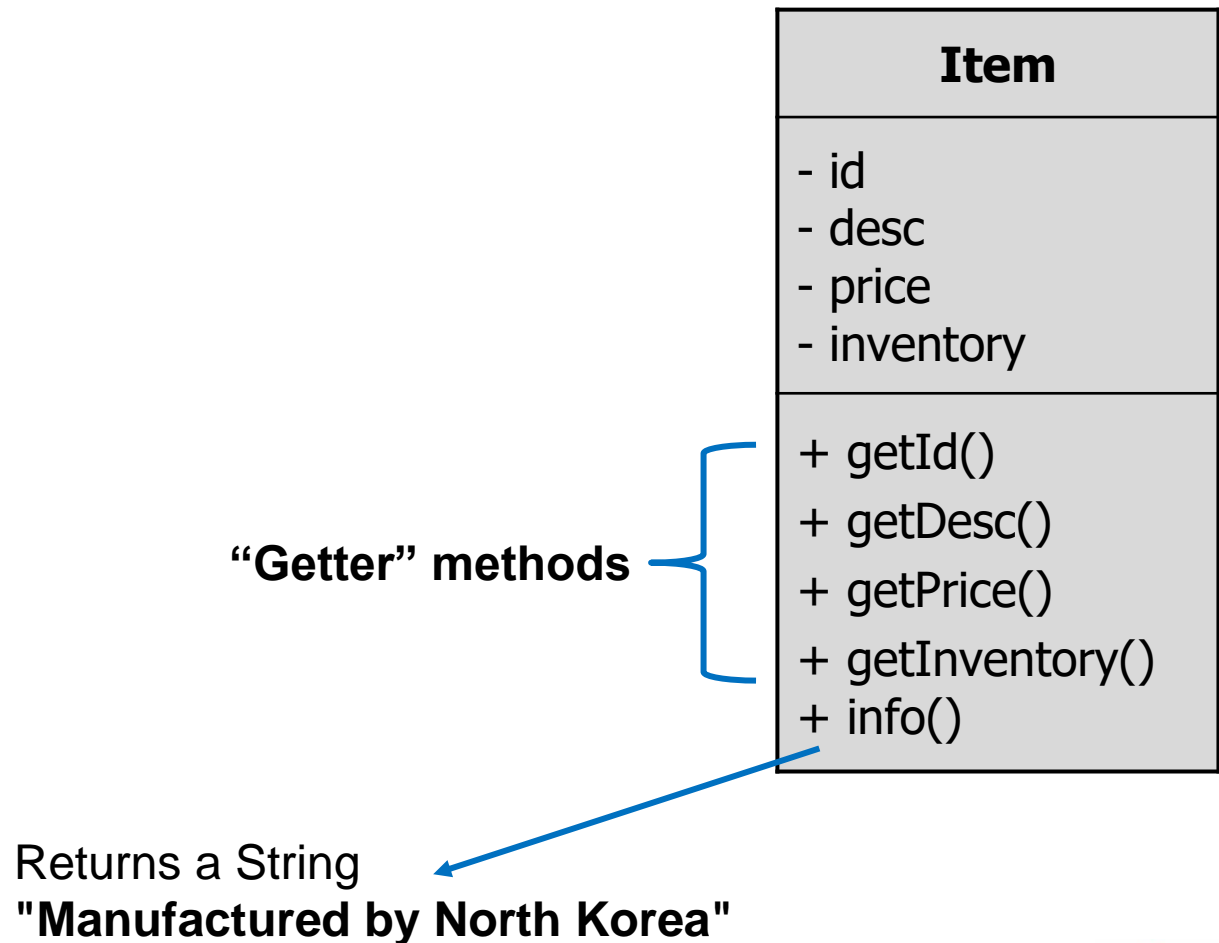 Item
- id
- desc
- price
- inventory
+ getId()
+ getDesc()
+ getPrice()
+ getInventory()
+ info()
“Getter” methods
Returns a String
"Manufactured by North Korea"